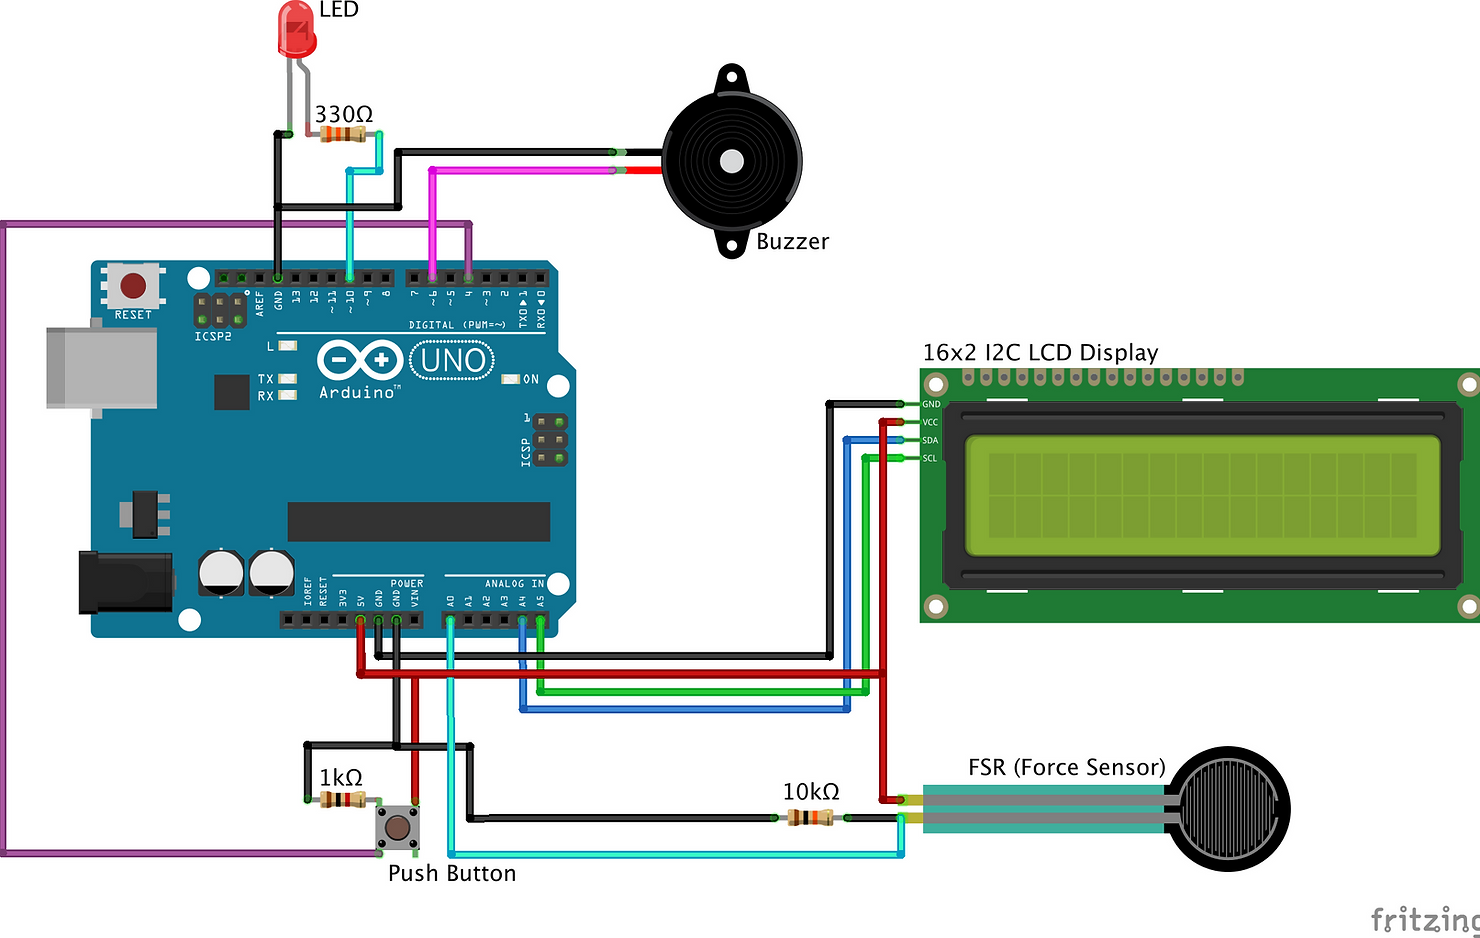 LED
330Ω
Buzzer
RESET
ICSP2
AREF
GND
13
12
~11
~10
~9
8
7
~6
~5
4
~3
2
TX0▶1
RX0◀0
DIGITAL (PWM=~)
L
TX
RX
Arduino™
UNO
ON
1
ICSP
16x2 I2C LCD Display
GND
VCC
SDA
SCL
IOREF
RESET
3V3
5V
GND
GND
VIN
POWER
ANALOG IN
A0
A1
A2
A3
A4
A5
1kΩ
Push Button
10kΩ
FSR (Force Sensor)
fritzing